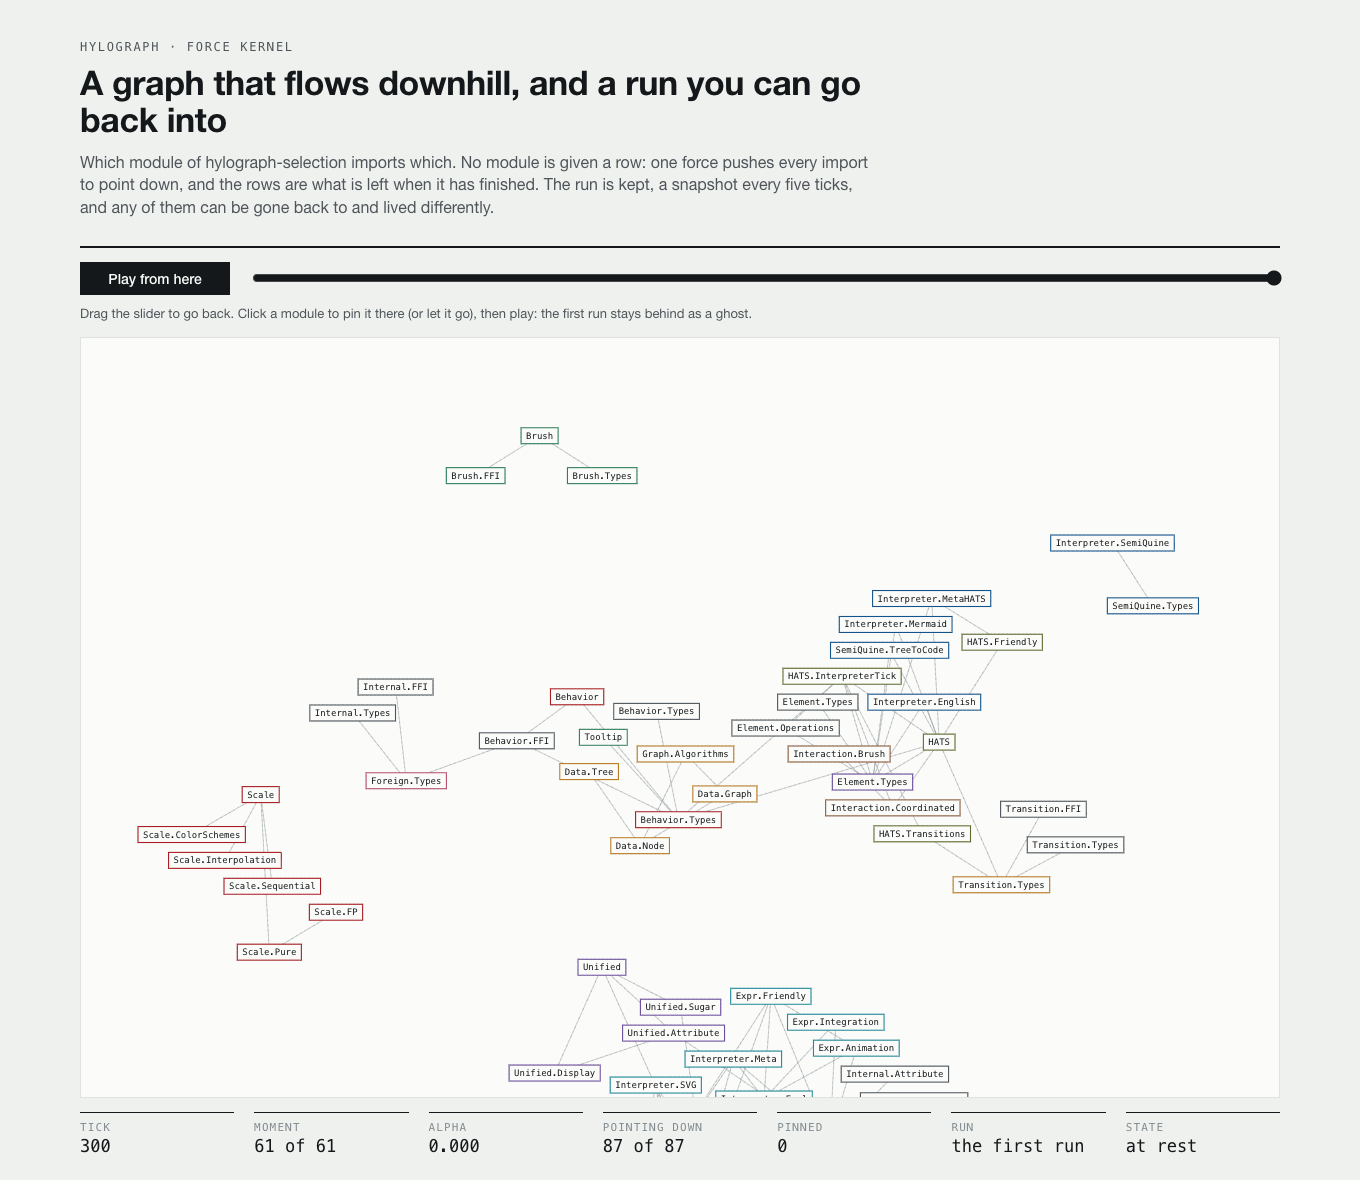 HYLOGRAPH · FORCE KERNEL
A graph that flows downhill, and a run you can go
back into
Which module of hylograph-selection imports which. No module is given a row: one force pushes every import
to point down, and the rows are what is left when it has finished. The run is kept, a snapshot every five ticks,
and any of them can be gone back to and lived differently.
Play from here
Drag the slider to go back. Click a module to pin it there (or let it go), then play: the first run stays behind as a ghost.
Brush
Brush.FFI
Brush.Types
Interpreter.SemiQuine
Interpreter.MetaHATS
SemiQuine.Types
Interpreter.Mermaid
HATS.Friendly
SemiQuine.TreeToCode
HATS.InterpreterTick
Internal.FFI
Behavior
Element.Types
Interpreter.English
Internal.Types
Behavior.Types
Element.Operations
Behavior.FFI
Tooltip
HATS
Graph.Algorithms
Interaction.Brush
Data.Tree
Foreign.Types
Element.Types
Scale
Data.Graph
Interaction.Coordinated
Transition.FFI
Behavior.Types
Scale.ColorSchemes
HATS.Transitions
Data.Node
Transition.Types
Scale.Interpolation
Scale.Sequential
Transition.Types
Scale.FP
Scale.Pure
Unified
Expr.Friendly
Unified.Sugar
Expr.Integration
Unified.Attribute
Expr.Animation
Interpreter.Meta
Unified.Display
Internal.Attribute
Interpreter.SVG
TICK
300
MOMENT
61 of 61
ALPHA
0.000
POINTING DOWN
87 of 87
PINNED
0
RUN
the first run
STATE
at rest